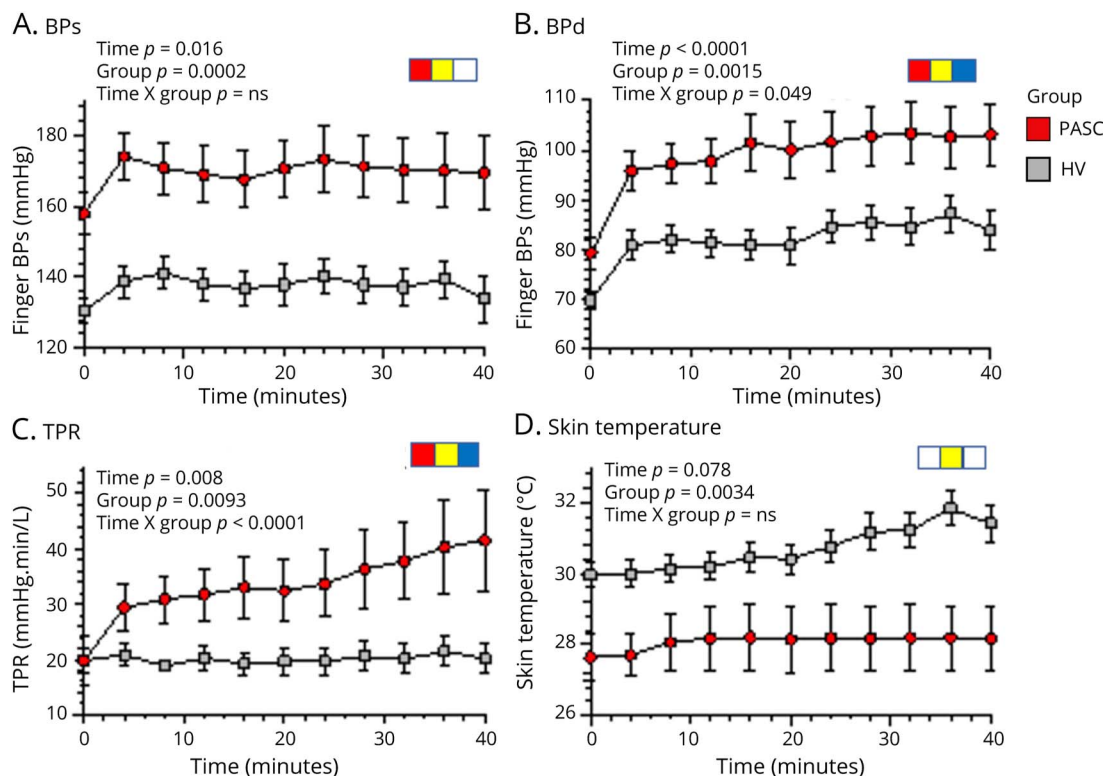 A. BPs
Time p = 0.016
Group p = 0.0002
Time X group p = ns
Finger BPs (mmHg)
180
160
140
120
0
10
20
30
40
Time (minutes)
B. BPd
Time p < 0.0001
Group p = 0.0015
Time X group p = 0.049
Finger BPs (mmHg)
110
100
90
80
70
60
0
10
20
30
40
Time (minutes)
Group
PASC
HV
C. TPR
Time p = 0.008
Group p = 0.0093
Time X group p < 0.0001
TPR (mmHg.min/L)
50
40
30
20
10
0
10
20
30
40
Time (minutes)
D. Skin temperature
Time p = 0.078
Group p = 0.0034
Time X group p = ns
Skin temperature (°C)
32
30
28
26
0
10
20
30
40
Time (minutes)